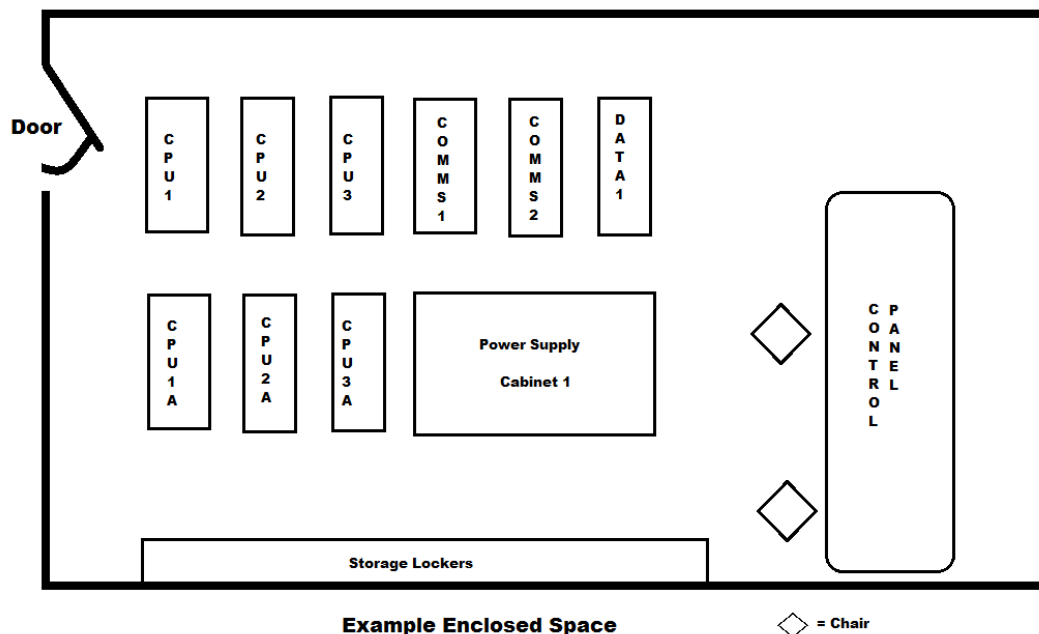 Door
CPU1
CPU2
CPU3
COMMS1
COMMS2
DATA1
CPU1A
CPU2A
CPU3A
Power Supply
Cabinet 1
CONTROL
PANEL
Storage Lockers
Example Enclosed Space
= Chair